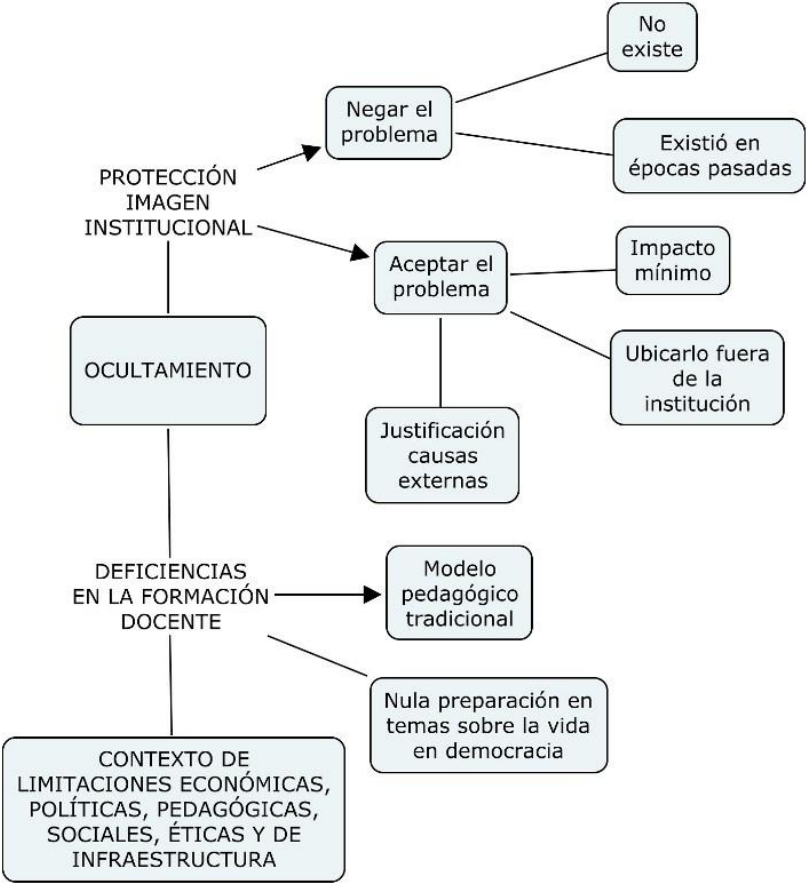 No
existe
Negar el
problema
Existió en
épocas pasadas
PROTECCIÓN
IMAGEN
INSTITUCIONAL
Aceptar el
problema
Impacto
mínimo
Ubicarlo fuera
de la
institución
OCULTAMIENTO
Justificación
causas
externas
DEFICIENCIAS
EN LA FORMACIÓN
DOCENTE
Modelo
pedagógico
tradicional
Nula preparación en
temas sobre la vida
en democracia
CONTEXTO DE
LIMITACIONES ECONÓMICAS,
POLÍTICAS, PEDAGÓGICAS,
SOCIALES, ÉTICAS Y DE
INFRAESTRUCTURA